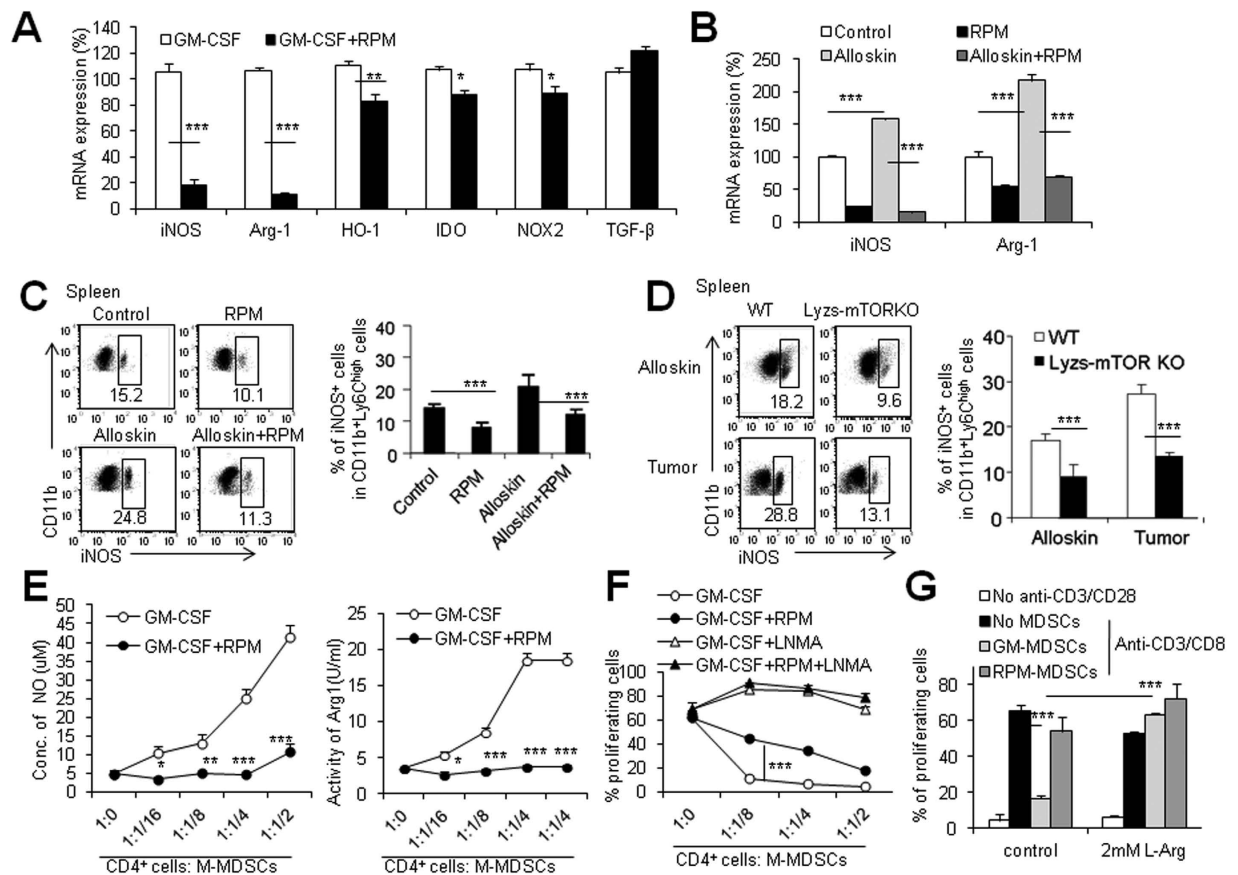 A
mRNA expression (%)
140
120
100
80
60
40
20
0
GM-CSF
GM-CSF+RPM
***
***
**
*
*
iNOS
Arg-1
HO-1
IDO
NOX2
TGF-β
B
mRNA expression (%)
250
200
150
100
50
0
Control
RPM
Alloskin
Alloskin+RPM
***
***
***
***
iNOS
Arg-1
C
Spleen
Control
RPM
15.2
10.1
Alloskin
Alloskin+RPM
24.8
11.3
CD11b
iNOS
% of iNOS+ cells
in CD11b+Ly6Chigh cells
40
30
20
10
0
***
***
Control
RPM
Alloskin
Alloskin+RPM
D
Spleen
WT
Lyzs-mTORKO
Alloskin
18.2
9.6
Tumor
28.8
13.1
CD11b
iNOS
% of iNOS+ cells
in CD11b+Ly6Chigh cells
40
30
20
10
0
WT
Lyzs-mTOR KO
***
***
Alloskin
Tumor
E
Conc. of NO (uM)
50
45
40
35
30
25
20
15
10
5
0
GM-CSF
GM-CSF+RPM
*
**
***
***
1:0
1:1/16
1:1/8
1:1/4
1:1/2
CD4+ cells: M-MDSCs
Activity of Arg1(U/ml)
25
20
15
10
5
0
GM-CSF
GM-CSF+RPM
*
***
***
***
1:0
1:1/16
1:1/8
1:1/4
1:1/4
CD4+ cells: M-MDSCs
F
GM-CSF
GM-CSF+RPM
GM-CSF+LNMA
GM-CSF+RPM+LNMA
% proliferating cells
100
80
60
40
20
0
***
1:0
1:1/8
1:1/4
1:1/2
CD4+ cells: M-MDSCs
G
No anti-CD3/CD28
No MDSCs
GM-MDSCs
RPM-MDSCs
Anti-CD3/CD8
% of proliferating cells
80
60
40
20
0
***
***
control
2mM L-Arg